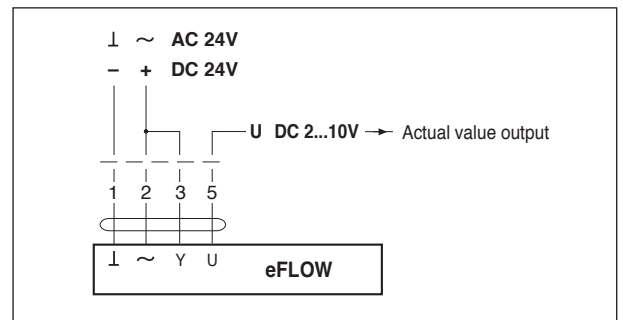 ⊥ ~ AC 24V
– + DC 24V
U DC 2...10V → Actual value output
1 2 3 5
⊥ ~ Y U
eFLOW